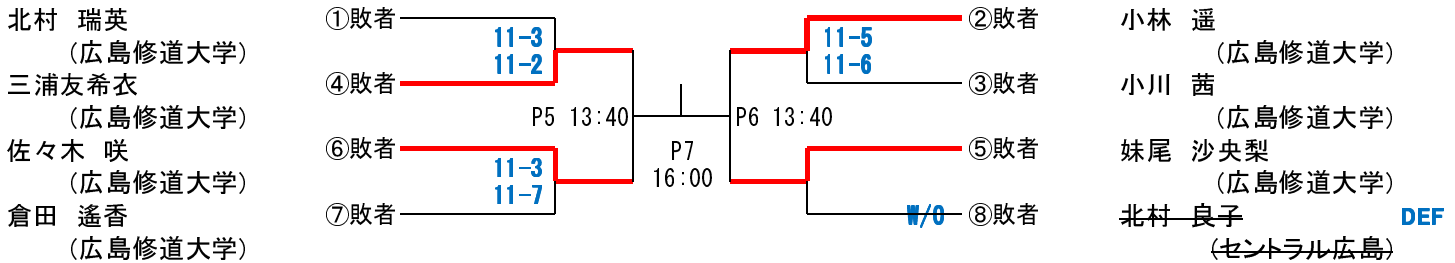 北村 瑞英 ①敗者 ②敗者 小林 遥
11-3 11-5
(広島修道大学) (広島修道大学)
11-2 11-6
三浦友希衣 ④敗者 ③敗者 小川 茜
(広島修道大学) P5 13:40 P6 13:40 (広島修道大学)
佐々木 咲 ⑥敗者 P7 ⑤敗者 妹尾 沙央梨
11-3
(広島修道大学) 16:00 (広島修道大学)
11-7
倉田 遙香 ⑦敗者 W/O ⑧敗者 北村 良子 DEF
(広島修道大学) (セントラル広島)